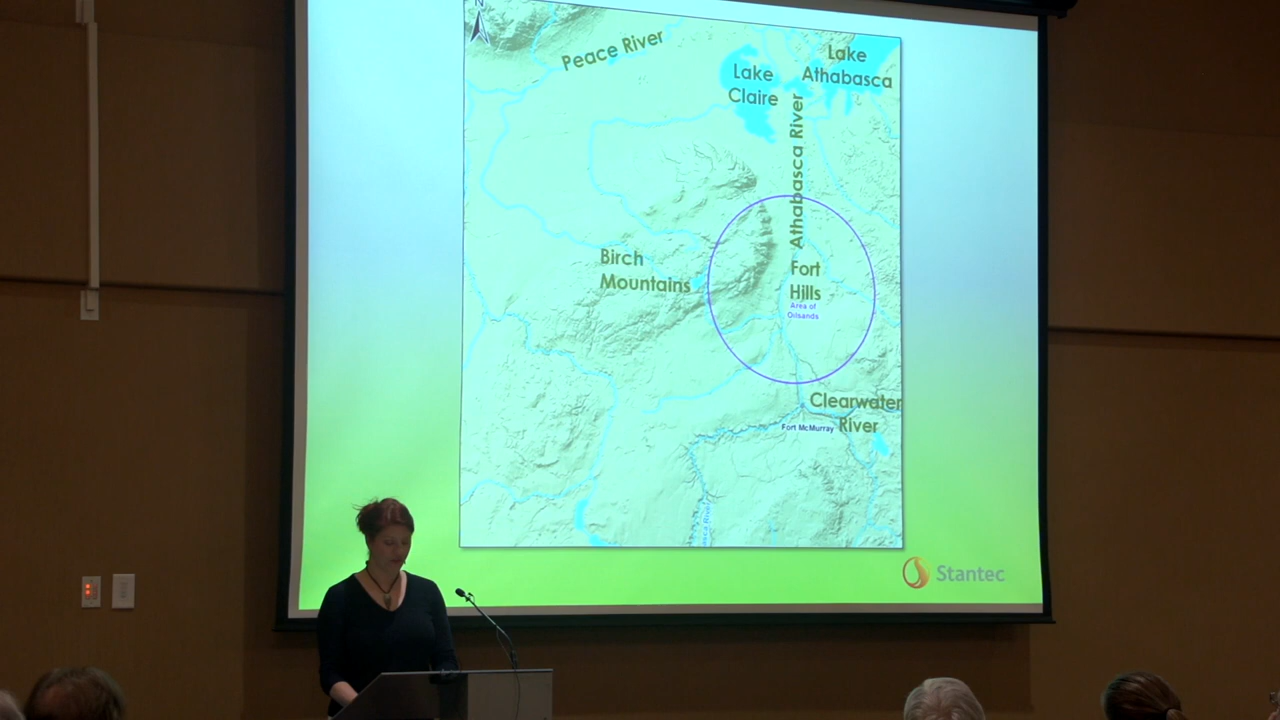 N
Peace River
Lake
Claire
Lake
Athabasca
Athabasca River
Birch
Mountains
Fort
Hills
Area of
Oilsands
Clearwater
River
Fort McMurray
River
Stantec